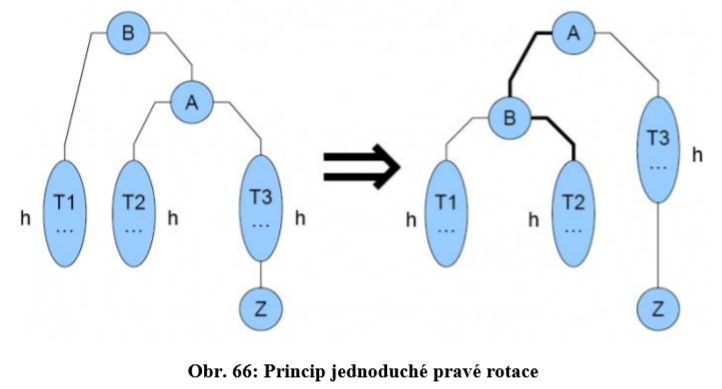 B
A
A
B
T1
...
T2
...
T3
...
h
h
h
Z
T1
...
T2
...
T3
...
h
h
h
Z
Obr. 66: Princip jednoduché pravé rotace